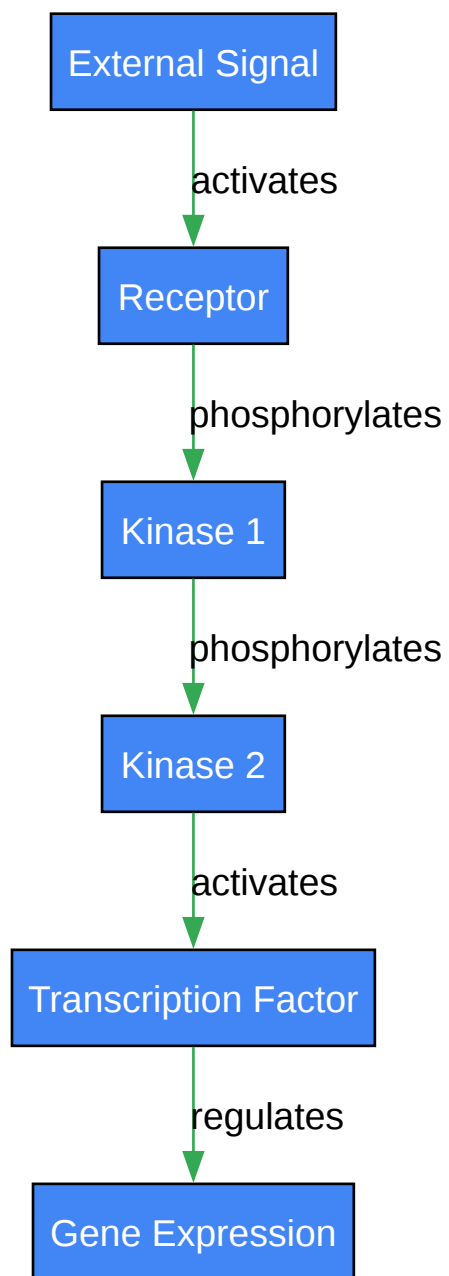 External Signal
activates
Receptor
phosphorylates
Kinase 1
phosphorylates
Kinase 2
activates
Transcription Factor
regulates
Gene Expression